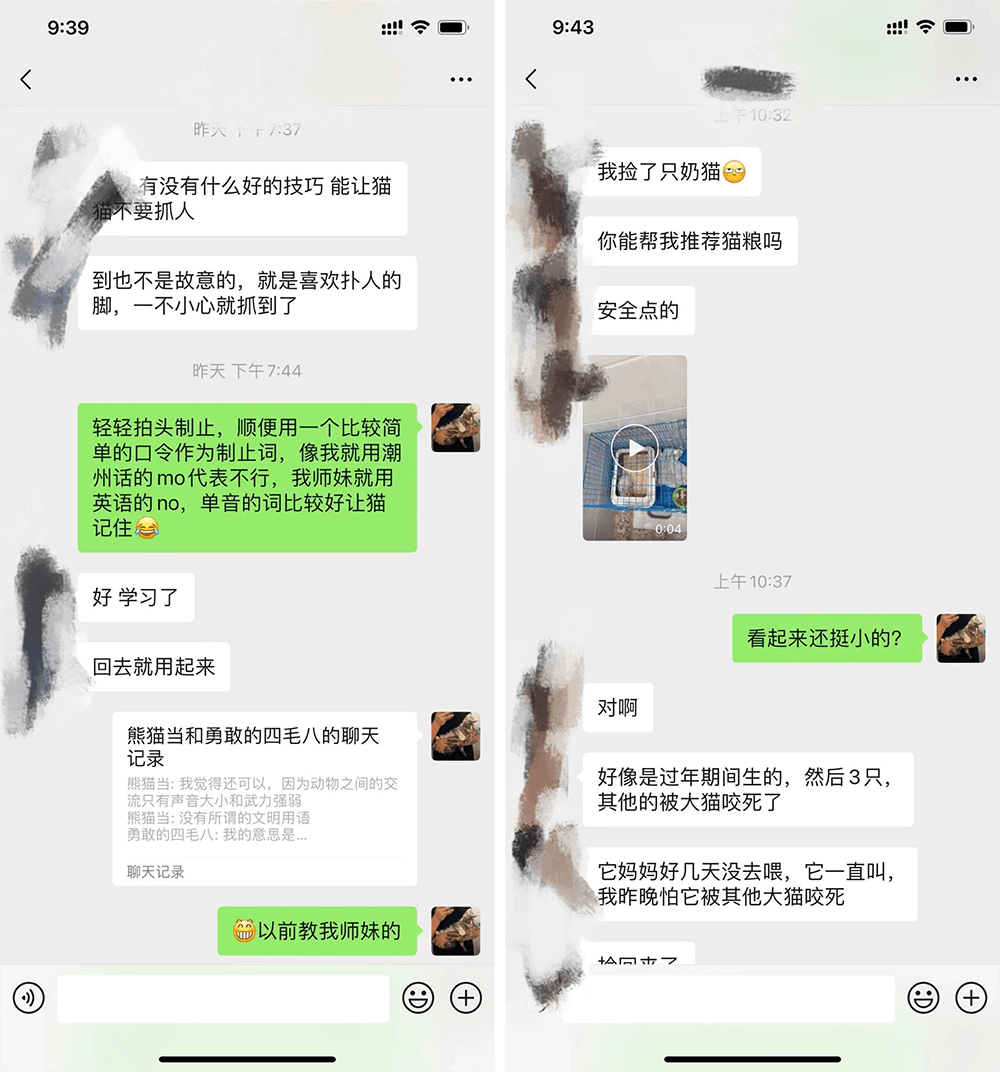 9:39
昨天 下午7:37
有没有什么好的技巧 能让猫
猫不要抓人
到也不是故意的，就是喜欢扑人的
脚，一不小心就抓到了
昨天 下午7:44
轻轻拍头制止，顺便用一个比较简
单的口令作为制止词，像我就用潮
州话的mo代表不行，我师妹就用
英语的no，单音的词比较好让猫
记住😂
好 学习了
回去就用起来
熊猫当和勇敢的四毛八的聊天
记录
熊猫当: 我觉得还可以，因为动物之间的交
流只有声音大小和武力强弱
熊猫当: 没有所谓的文明用语
勇敢的四毛八: 我的意思是...
聊天记录
😁以前教我师妹的
9:43
上午10:32
我捡了只奶猫🙄
你能帮我推荐猫粮吗
安全点的
0:04
上午10:37
看起来还挺小的？
对啊
好像是过年期间生的，然后3只，
其他的被大猫咬死了
它妈妈好几天没去喂，它一直叫，
我昨晚怕它被其他大猫咬死
捡回来了